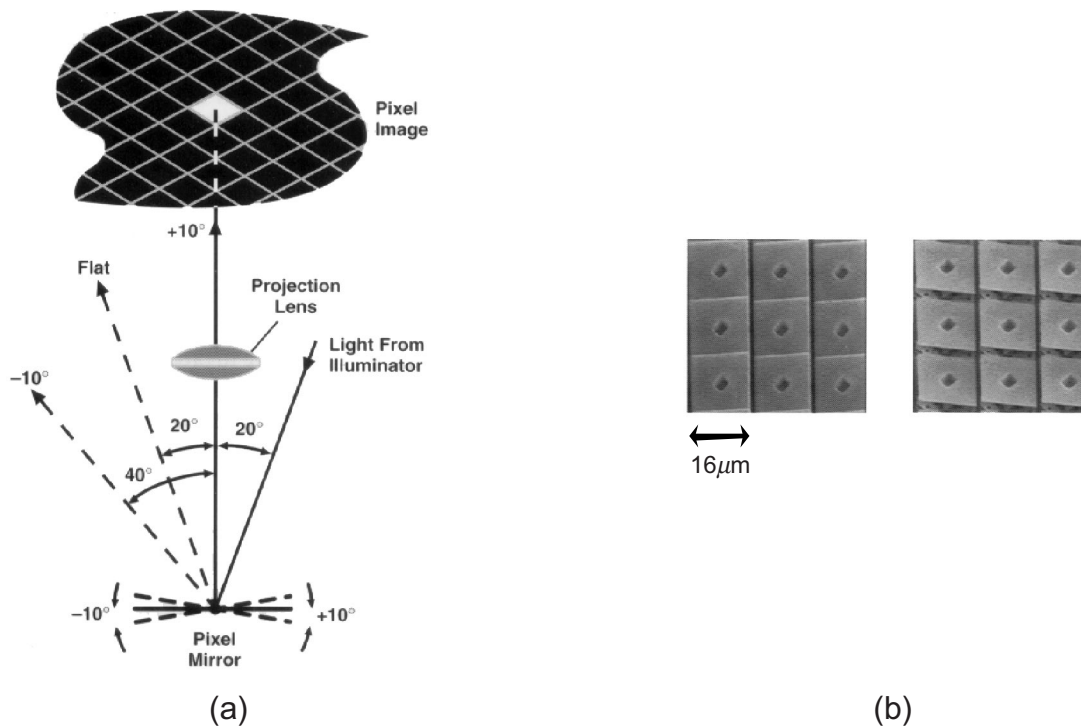 Pixel
Image
+10°
Flat
Projection
Lens
Light From
Illuminator
–10°
20°
20°
40°
–10°
+10°
Pixel
Mirror
16μm
(a)
(b)